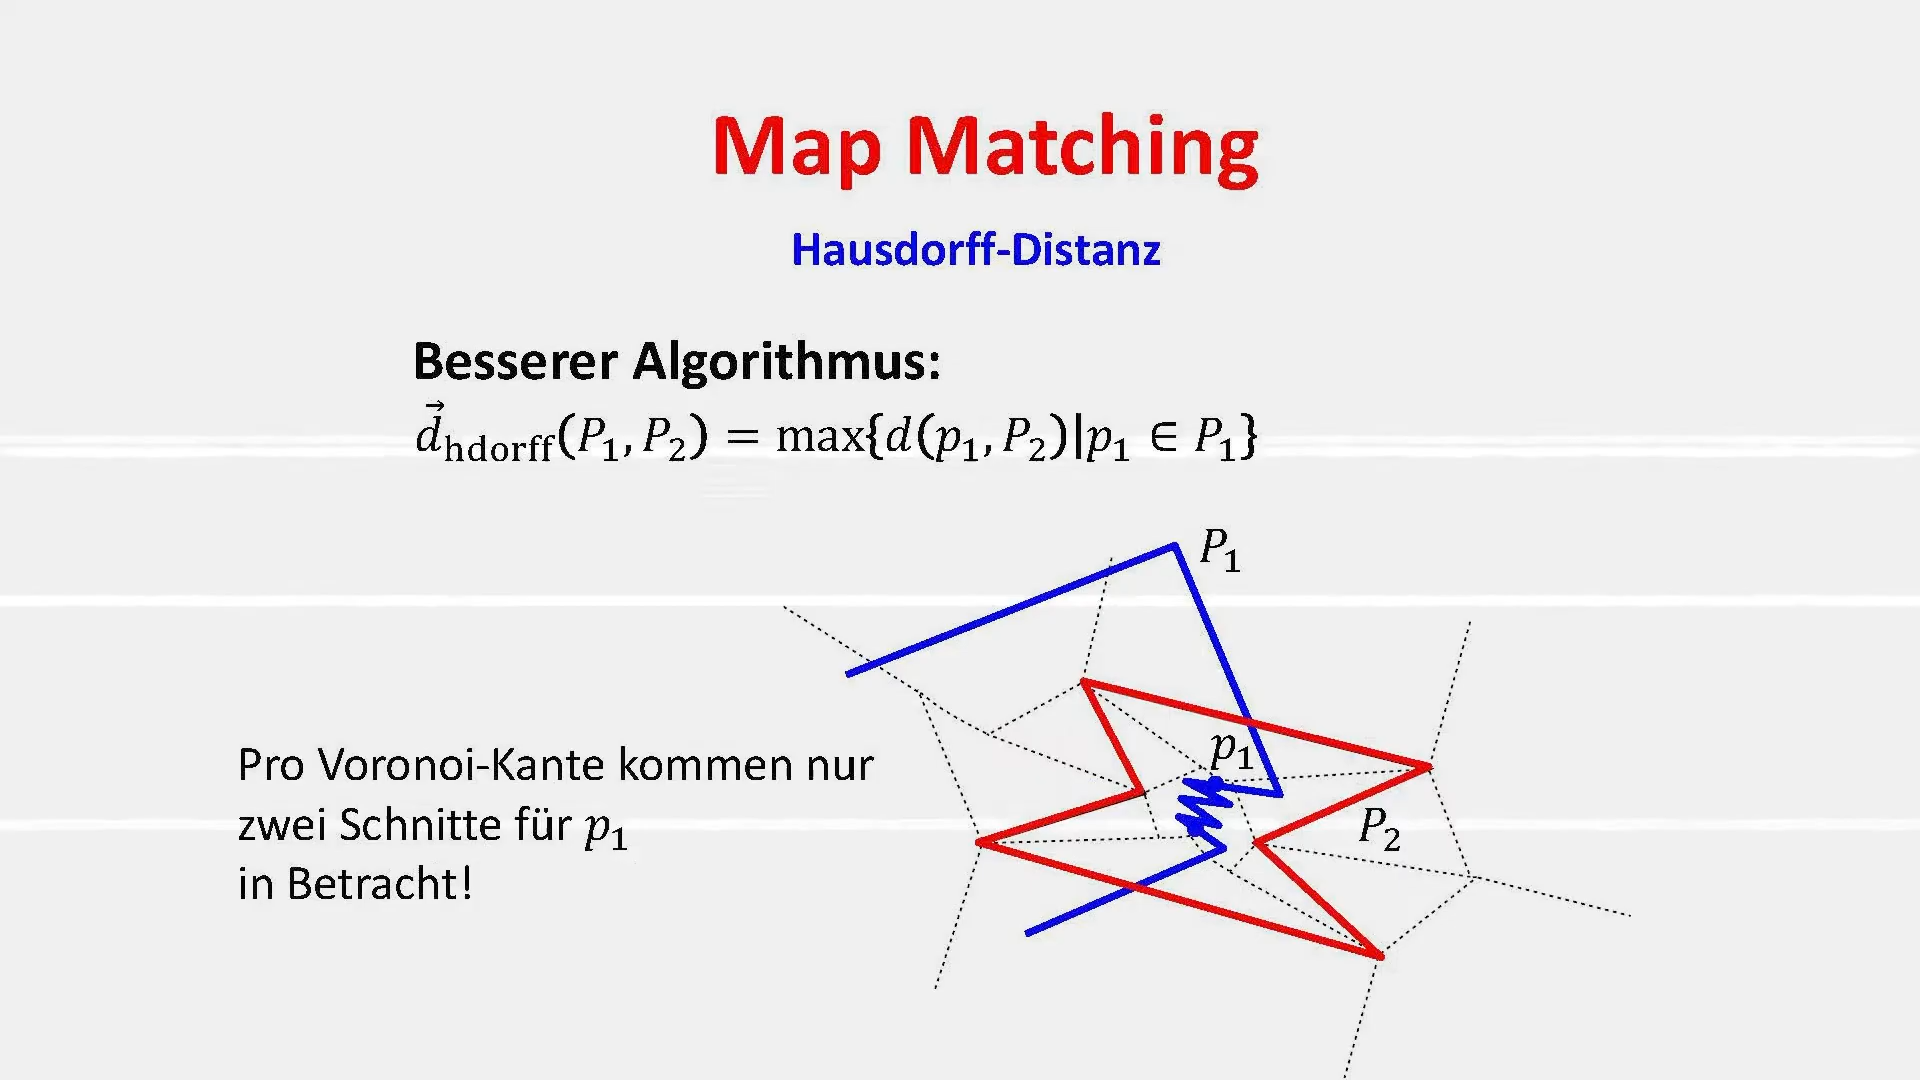 Map Matching
Hausdorff-Distanz
Besserer Algorithmus:
d⃗hdorff(P₁, P₂) = max{d(p₁, P₂)|p₁ ∈ P₁}
P₁
p₁
Pro Voronoi-Kante kommen nur
zwei Schnitte für p₁
P₂
in Betracht!